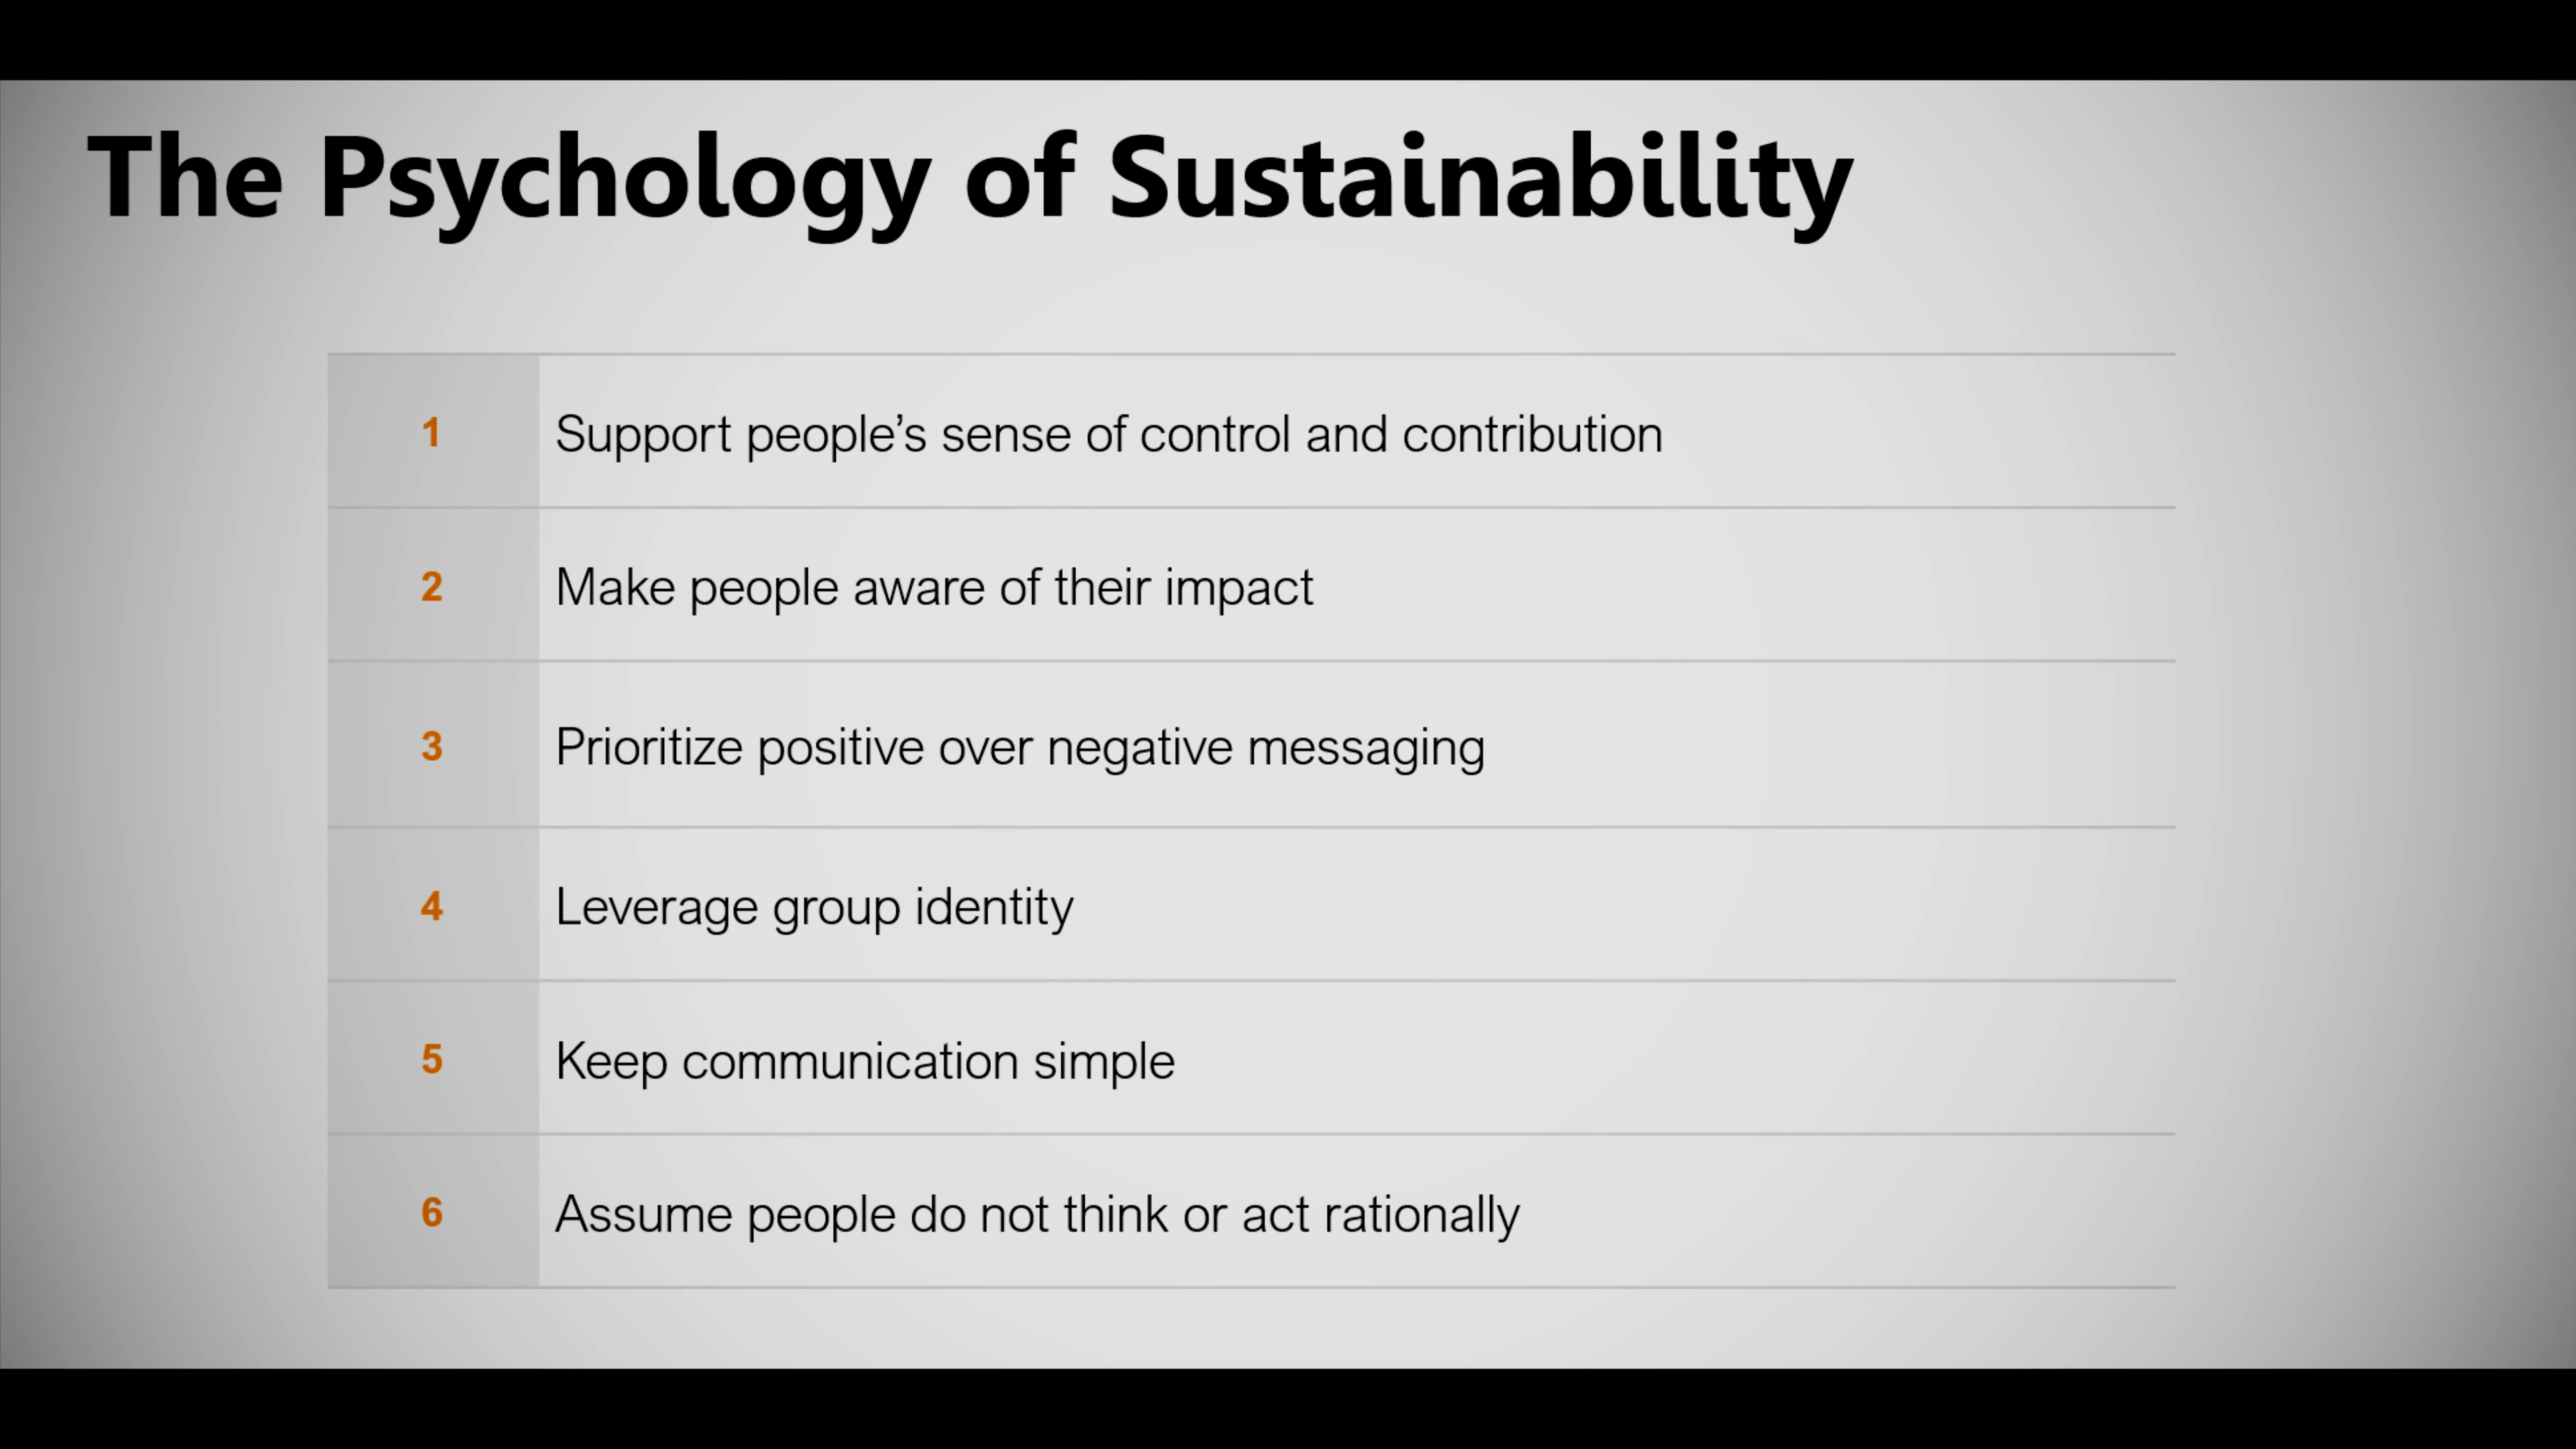 The Psychology of Sustainability
1 Support people’s sense of control and contribution
2 Make people aware of their impact
3 Prioritize positive over negative messaging
4 Leverage group identity
5 Keep communication simple
6 Assume people do not think or act rationally